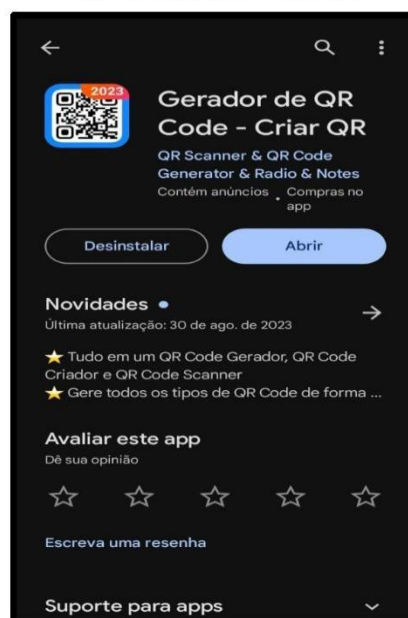 2023
Gerador de QR
Code - Criar QR
QR Scanner & QR Code
Generator & Radio & Notes
Contém anúncios . Compras no
app
Desinstalar
Abrir
Novidades •
Última atualização: 30 de ago. de 2023
⭐ Tudo em um QR Code Gerador, QR Code
Criador e QR Code Scanner
⭐ Gere todos os tipos de QR Code de forma ...
Avaliar este app
Dê sua opinião
Escreva uma resenha
Suporte para apps